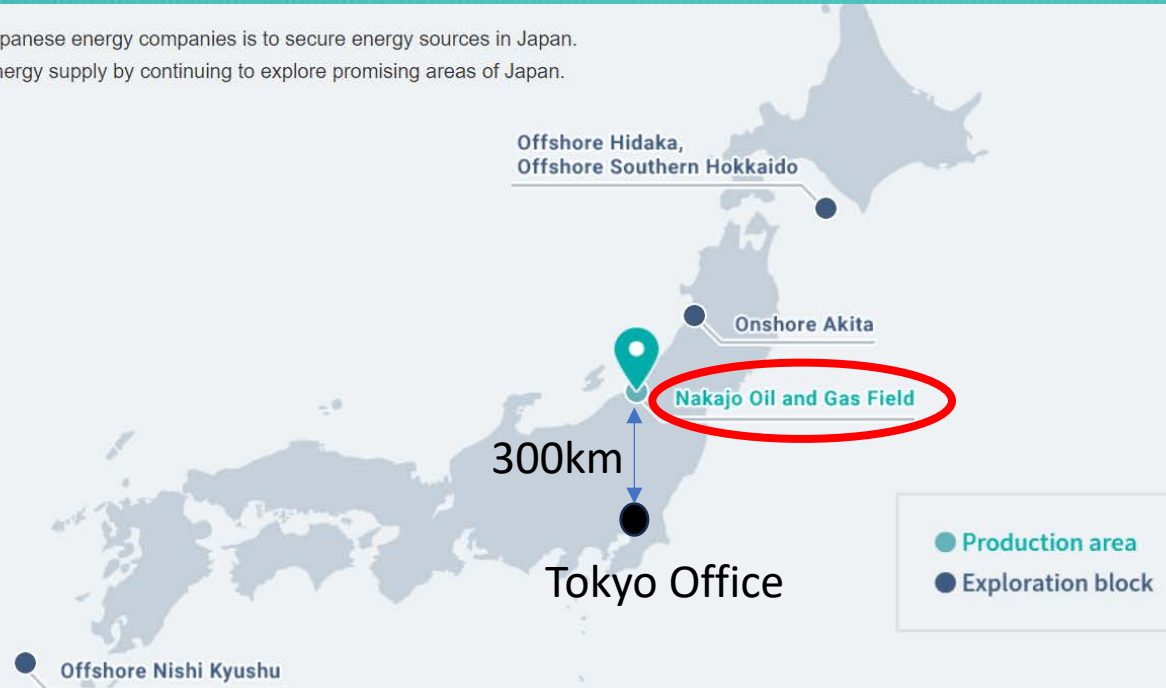 panese energy companies is to secure energy sources in Japan.
nergy supply by continuing to explore promising areas of Japan.
Offshore Hidaka,
Offshore Southern Hokkaido
Onshore Akita
Nakajo Oil and Gas Field
300km
Tokyo Office
Production area
Exploration block
Offshore Nishi Kyushu